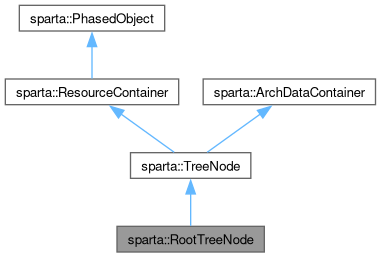 sparta::PhasedObject
sparta::ResourceContainer
sparta::ArchDataContainer
sparta::TreeNode
sparta::RootTreeNode